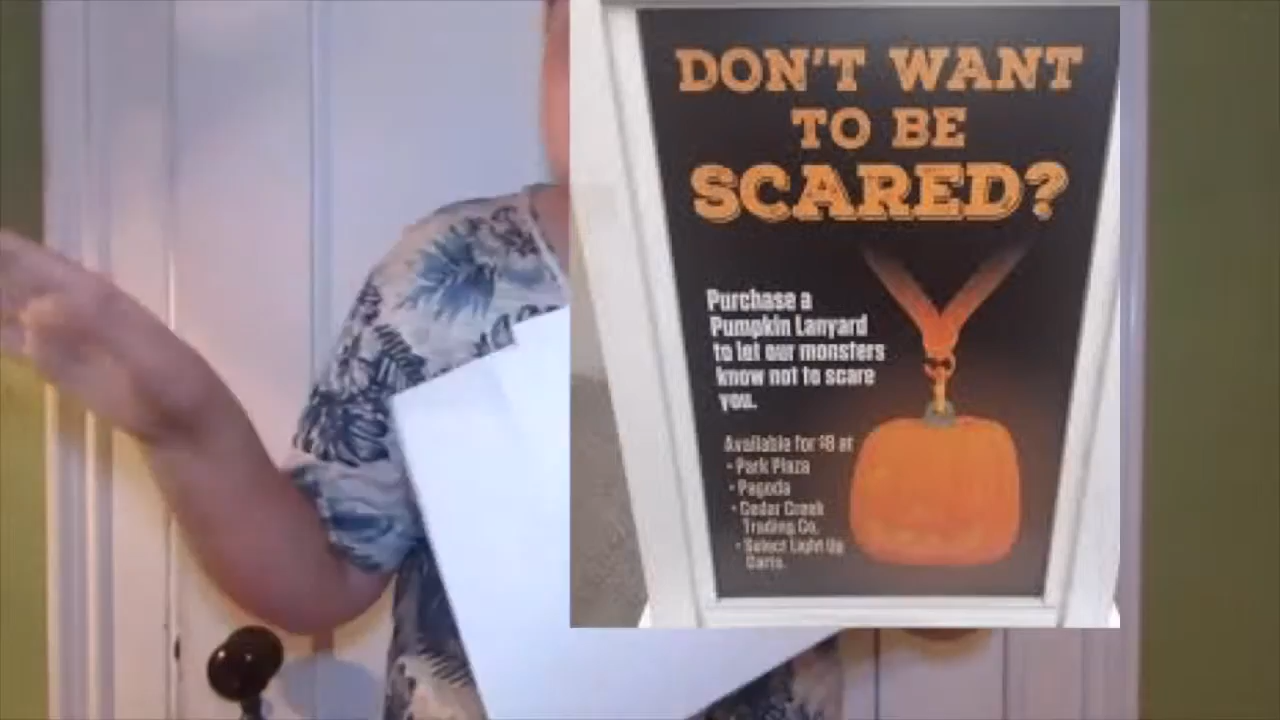 DON'T WANT
TO BE
SCARED?
Purchase a
Pumpkin Lanyard
to let our monsters
know not to scare
you.
Available for $8 at
• Park Plaza
• Pagoda
• Cedar Creek
Trading Co.
• Select Light Up
Carts.